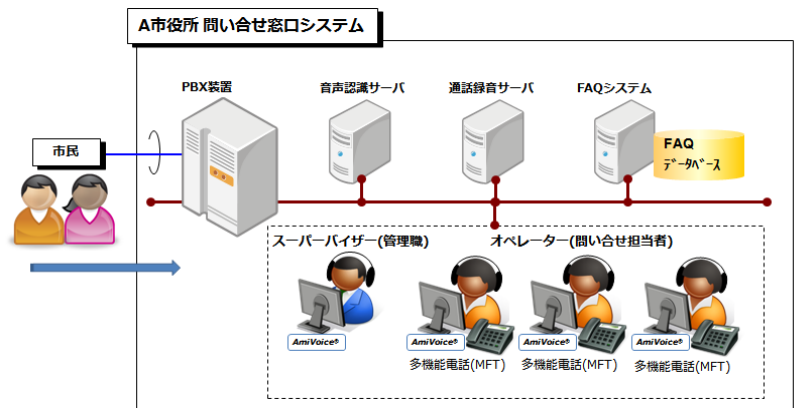 A市役所 問い合せ窓口システム
PBX装置
音声認識サーバ
通話録音サーバ
FAQシステム
市民
FAQ
データベース
スーパーバイザー(管理職)
オペレーター(問い合せ担当者)
AmiVoice®
AmiVoice®
AmiVoice®
AmiVoice®
多機能電話(MFT)
多機能電話(MFT)
多機能電話(MFT)